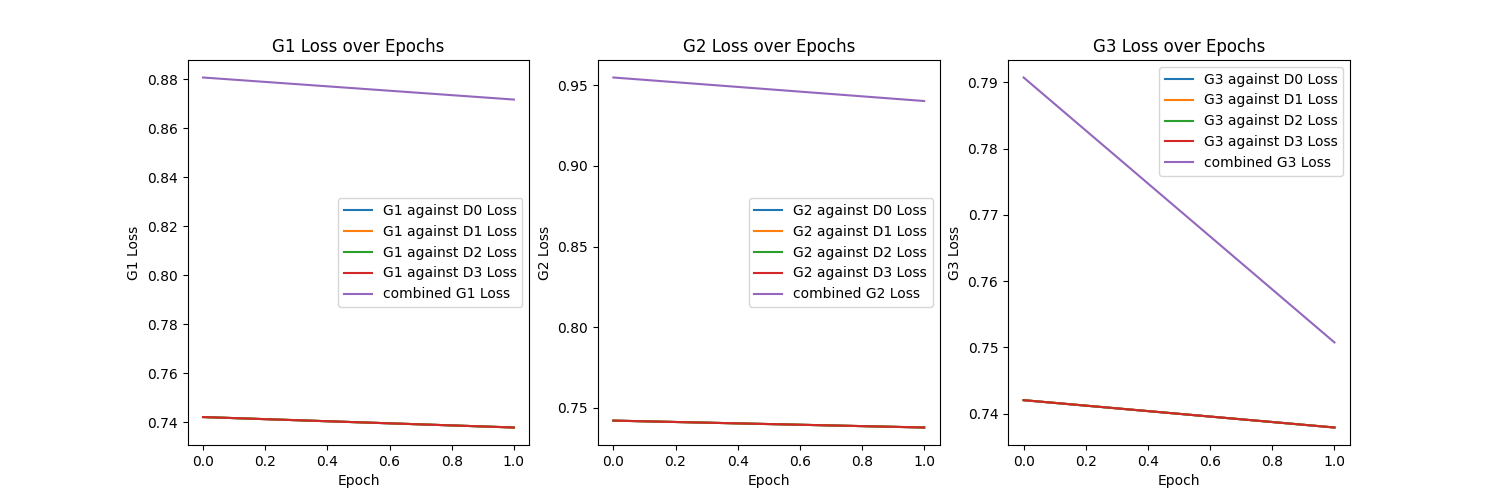 G1 Loss over Epochs
G1 Loss
0.88
0.86
0.84
0.82
0.80
0.78
0.76
0.74
G1 against D0 Loss
G1 against D1 Loss
G1 against D2 Loss
G1 against D3 Loss
combined G1 Loss
0.0 0.2 0.4 0.6 0.8 1.0
Epoch
G2 Loss over Epochs
G2 Loss
0.95
0.90
0.85
0.80
0.75
G2 against D0 Loss
G2 against D1 Loss
G2 against D2 Loss
G2 against D3 Loss
combined G2 Loss
0.0 0.2 0.4 0.6 0.8 1.0
Epoch
G3 Loss over Epochs
G3 Loss
0.79
0.78
0.77
0.76
0.75
0.74
G3 against D0 Loss
G3 against D1 Loss
G3 against D2 Loss
G3 against D3 Loss
combined G3 Loss
0.0 0.2 0.4 0.6 0.8 1.0
Epoch